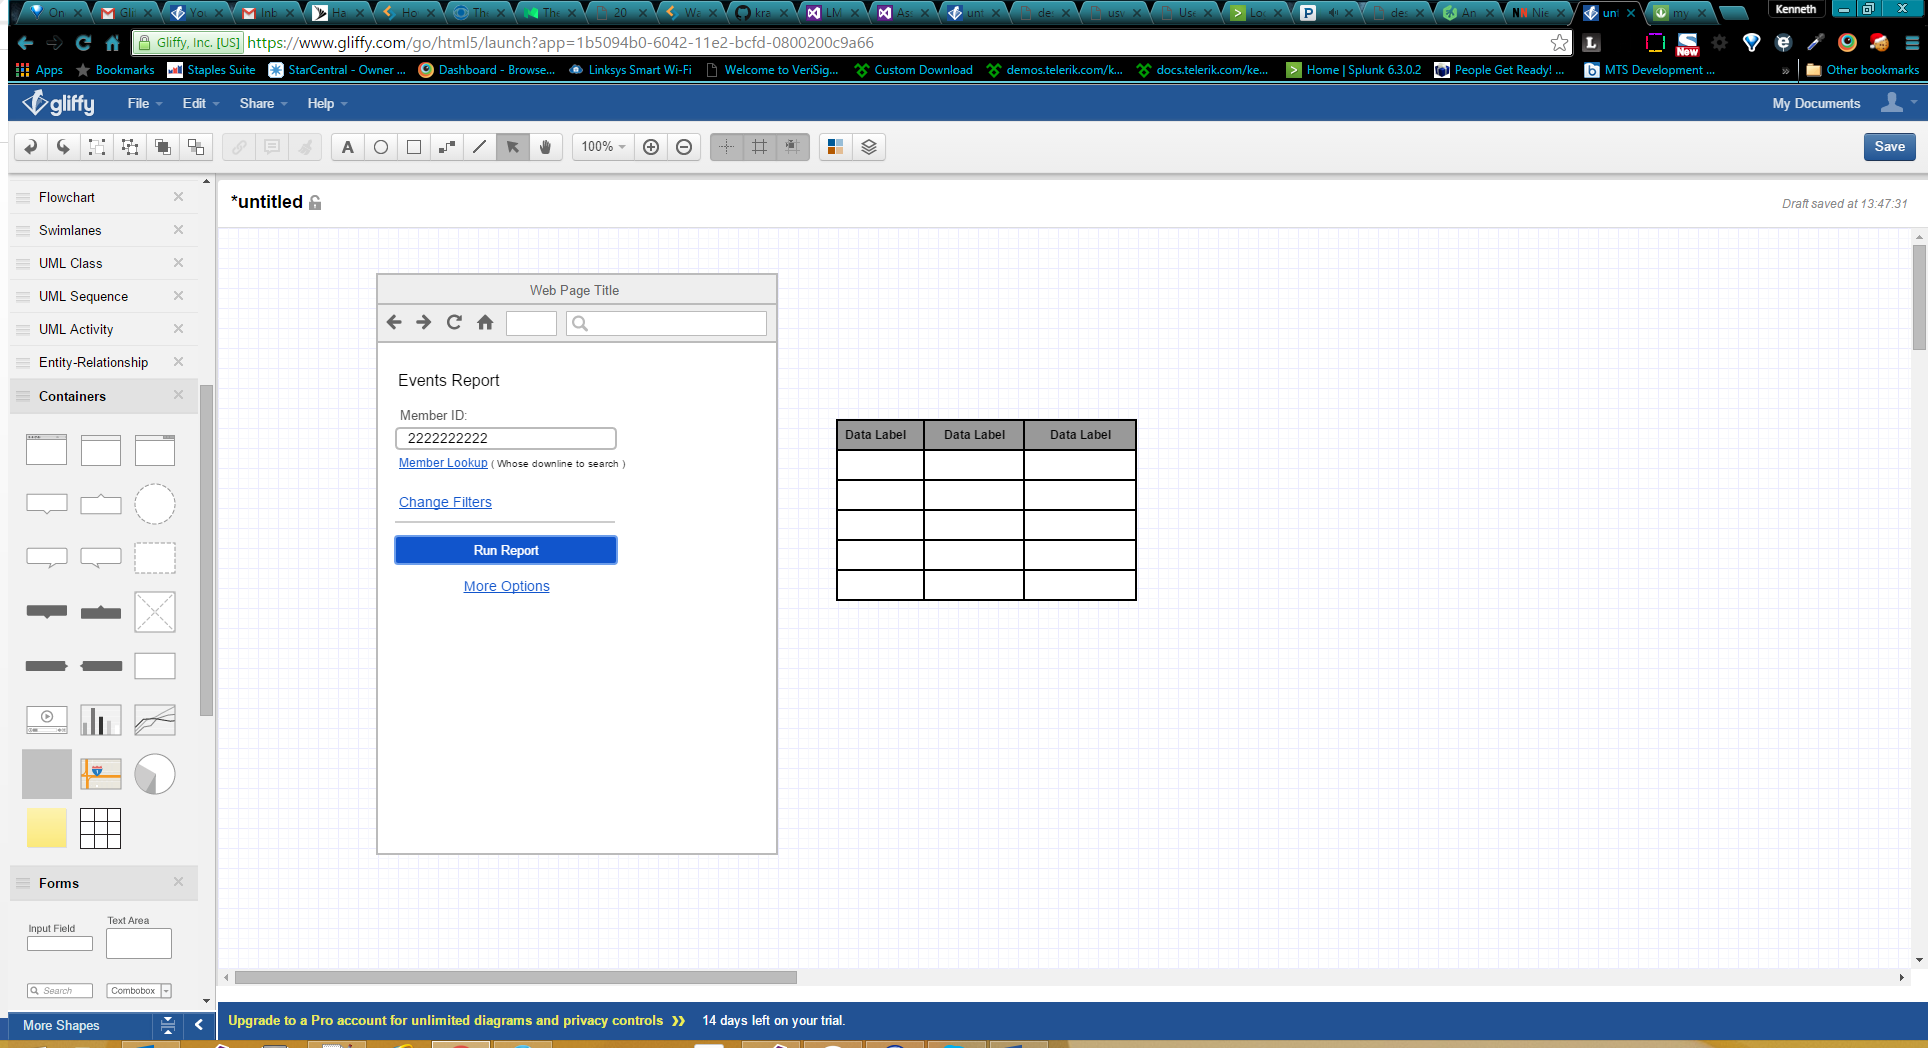 On
Gli
You
Inb
Ha
Ho
The
The
20
Wa
kra
LM
As
unt
de
usv
Use
Lo
de
An
Nie
unt
my
Kenneth
Gliffy, Inc. [US] https://www.gliffy.com/go/html5/launch?app=1b5094b0-6042-11e2-bcfd-0800200c9a66
L
New
Apps Bookmarks Staples Suite StarCentral - Owner ... Dashboard - Browse... Linksys Smart Wi-Fi Welcome to VeriSig... Custom Download demos.telerik.com/k... docs.telerik.com/ke... Home | Splunk 6.3.0.2 People Get Ready! ... MTS Development ... » Other bookmarks
gliffy File Edit Share Help My Documents
A 100% Save
Flowchart
Swimlanes
UML Class
UML Sequence
UML Activity
Entity-Relationship
Containers
Forms
Input Field
Text Area
Search
Combobox
More Shapes
*untitled
Draft saved at 13:47:31
Web Page Title
Events Report
Member ID:
2222222222
Member Lookup ( Whose downline to search )
Change Filters
Run Report
More Options
Data Label Data Label Data Label
Upgrade to a Pro account for unlimited diagrams and privacy controls 14 days left on your trial.